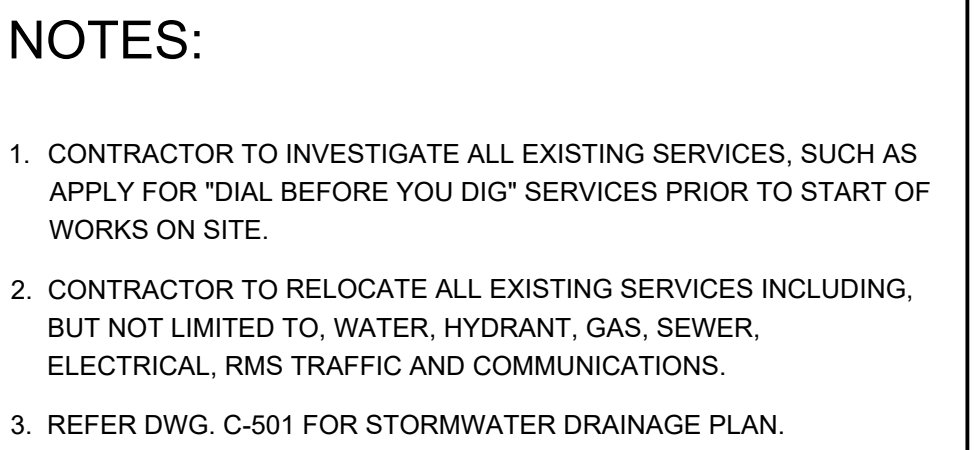 NOTES:
1. CONTRACTOR TO INVESTIGATE ALL EXISTING SERVICES, SUCH AS
APPLY FOR "DIAL BEFORE YOU DIG" SERVICES PRIOR TO START OF
WORKS ON SITE.
2. CONTRACTOR TO RELOCATE ALL EXISTING SERVICES INCLUDING,
BUT NOT LIMITED TO, WATER, HYDRANT, GAS, SEWER,
ELECTRICAL, RMS TRAFFIC AND COMMUNICATIONS.
3. REFER DWG. C-501 FOR STORMWATER DRAINAGE PLAN.